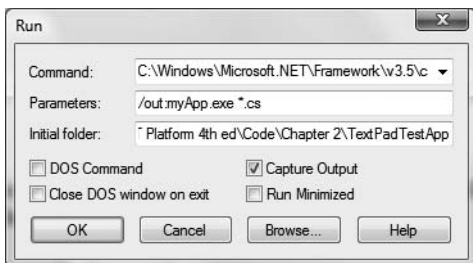 Run
Command: C:\Windows\Microsoft.NET\Framework\v3.5\c
Parameters: /out:myApp.exe *.cs
Initial folder: Platform 4th ed\Code\Chapter 2\TextPadTestApp
DOS Command Capture Output
Close DOS window on exit Run Minimized
OK Cancel Browse... Help